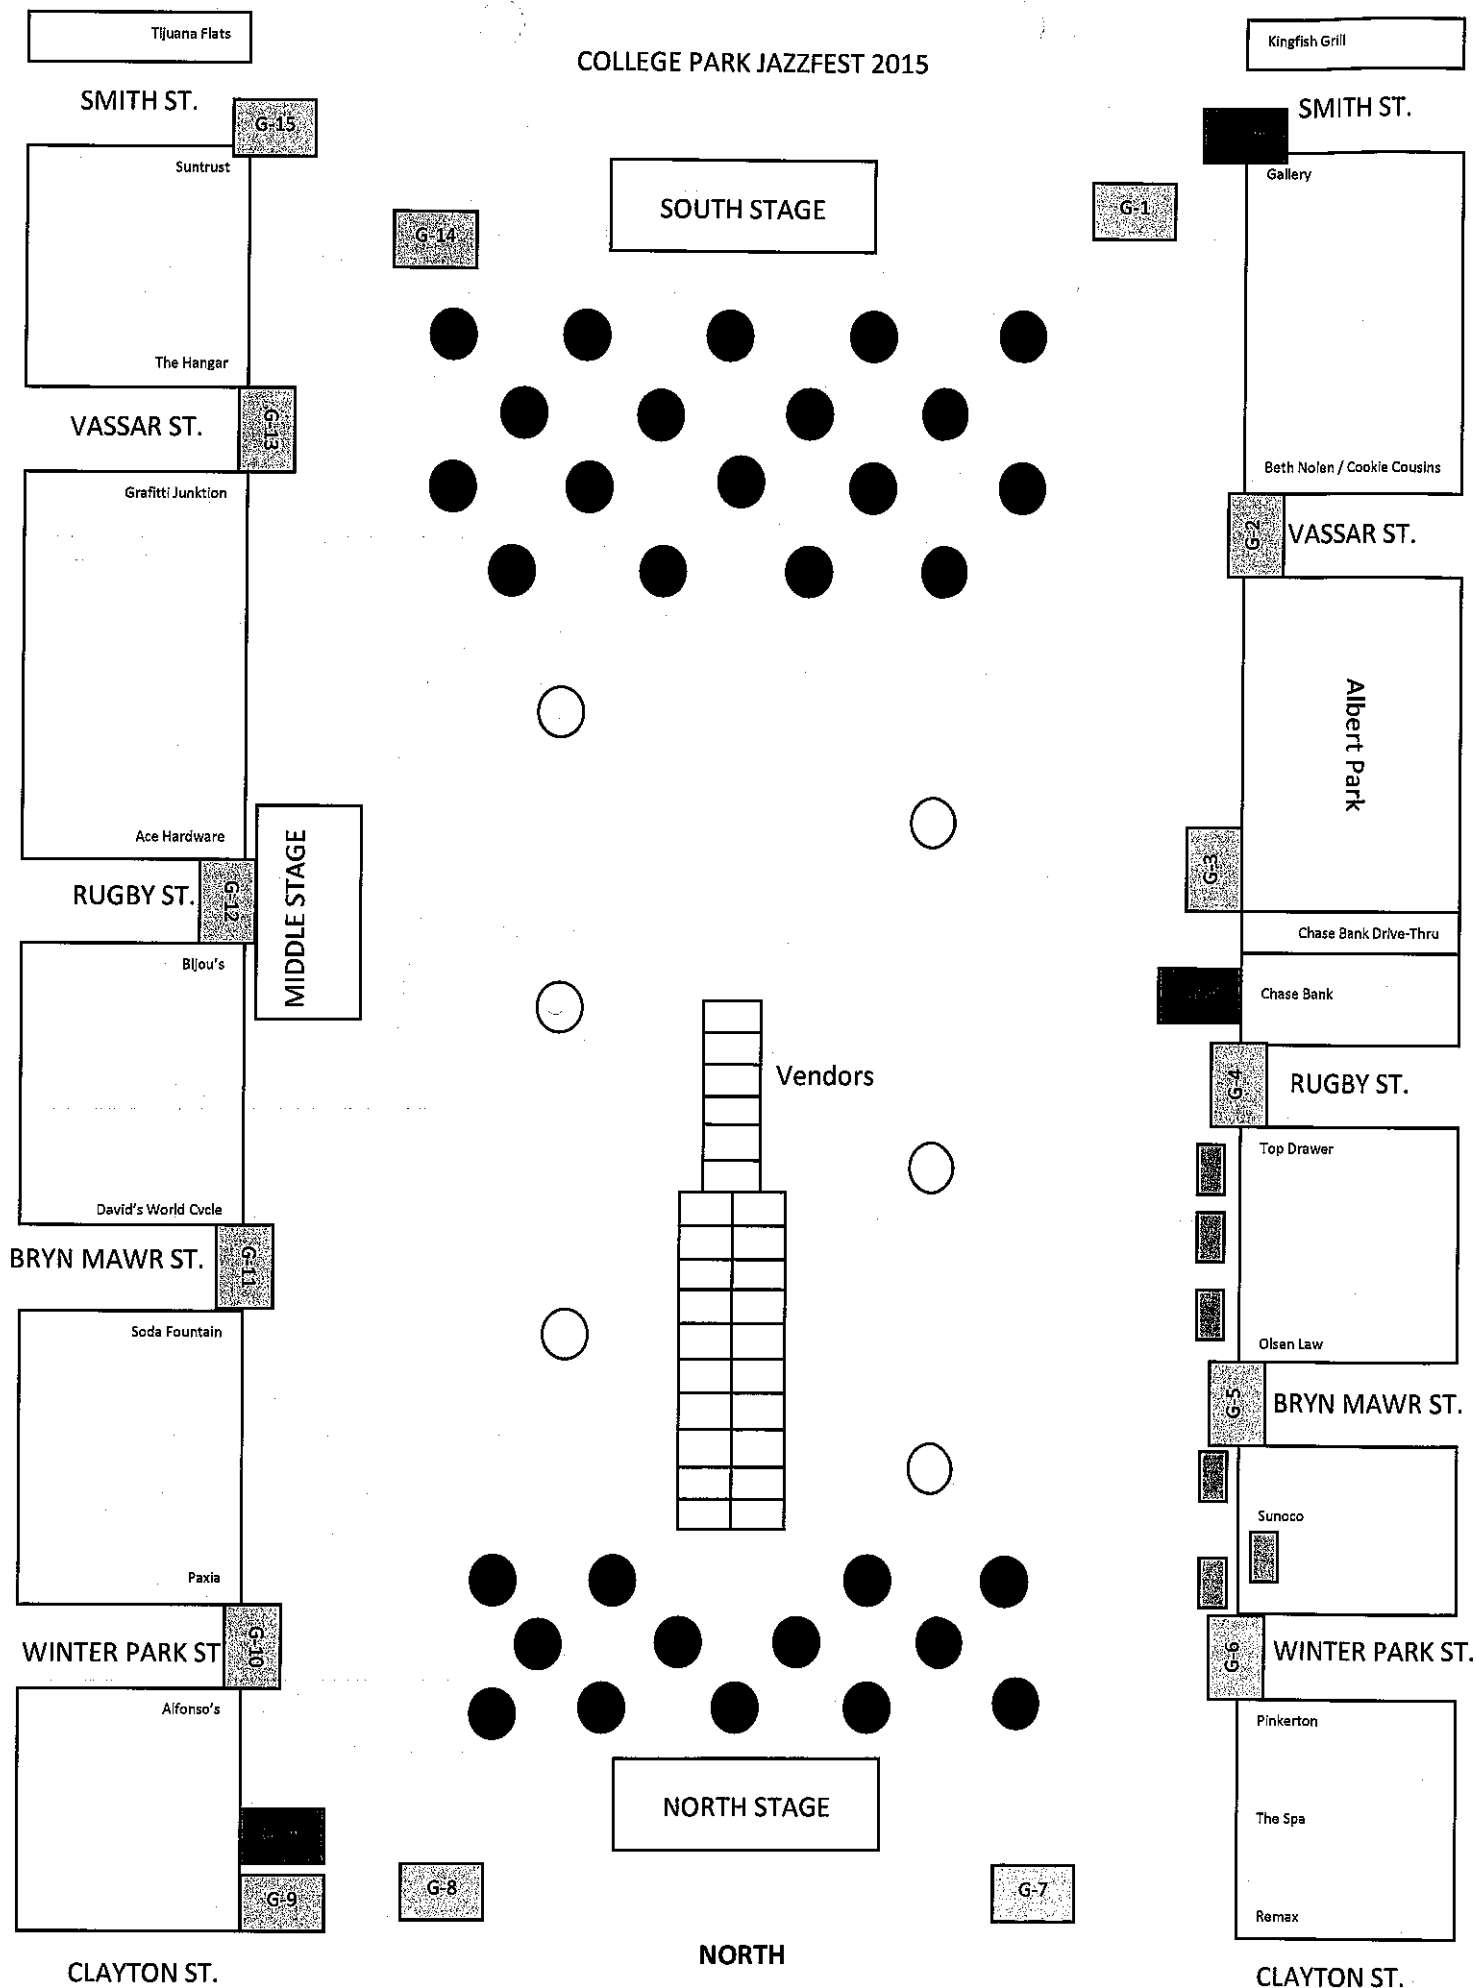 Tijuana Flats
COLLEGE PARK JAZZFEST 2015
Kingfish Grill
SMITH ST.
G-15
SMITH ST.
Suntrust
SOUTH STAGE
G-14
G-1
Gallery
The Hangar
VASSAR ST.
G-13
Grafitti Junktion
Beth Nolen / Cookie Cousins
G-2
VASSAR ST.
Albert Park
Ace Hardware
RUGBY ST.
G-12
MIDDLE STAGE
G-3
Chase Bank Drive-Thru
Bijou's
Chase Bank
Vendors
G-4
RUGBY ST.
Top Drawer
David's World Cycle
BRYN MAWR ST.
G-11
Soda Fountain
Olsen Law
G-5
BRYN MAWR ST.
Sunoco
Paxia
WINTER PARK ST
G-10
G-6
WINTER PARK ST.
Alfonso's
Pinkerton
NORTH STAGE
The Spa
G-9
G-8
G-7
Remax
NORTH
CLAYTON ST.
CLAYTON ST.